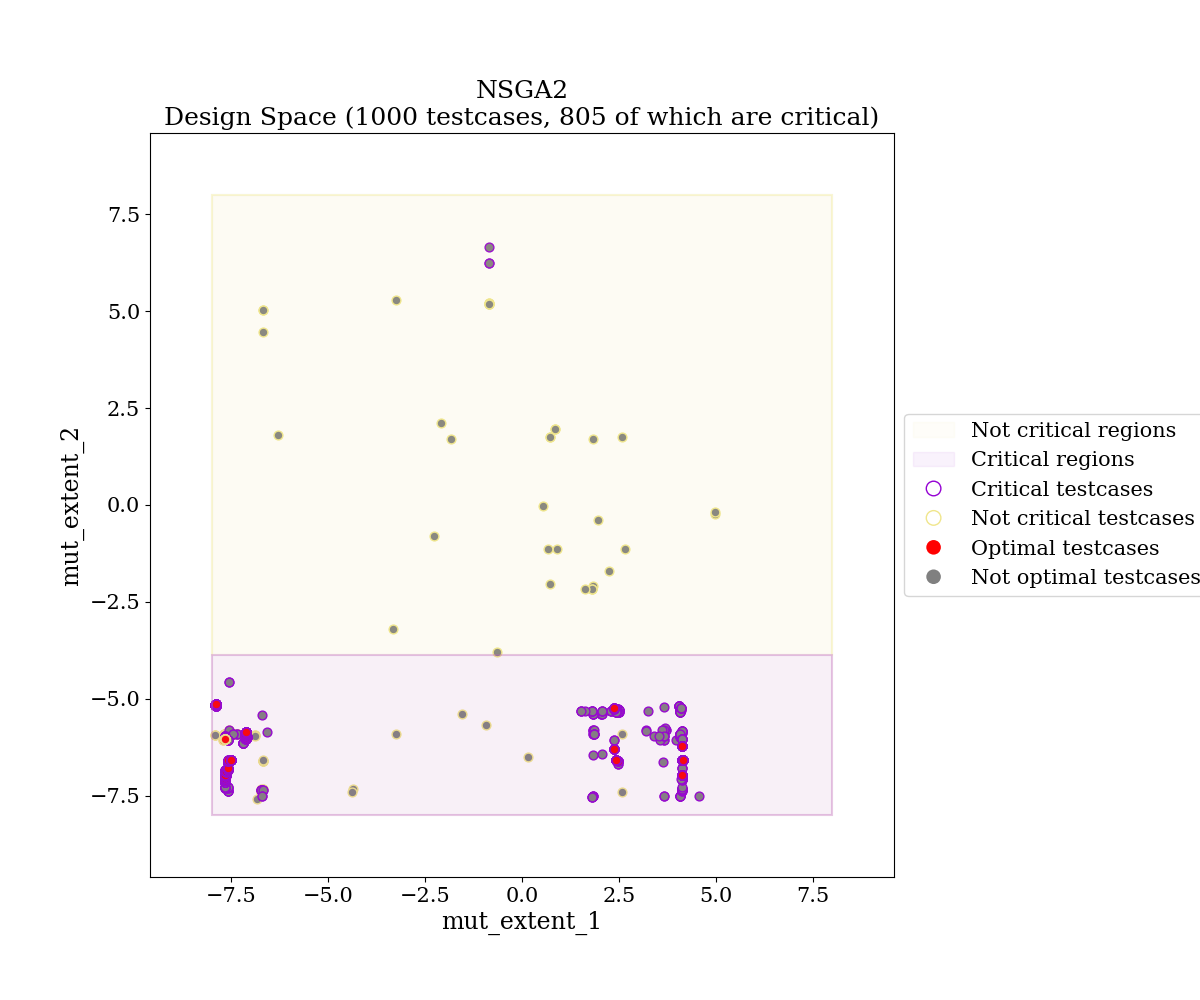 NSGA2
Design Space (1000 testcases, 805 of which are critical)
7.5
5.0
2.5
0.0
−2.5
−5.0
−7.5
mut_extent_2
−7.5 −5.0 −2.5 0.0 2.5 5.0 7.5
mut_extent_1
Not critical regions
Critical regions
Critical testcases
Not critical testcases
Optimal testcases
Not optimal testcases